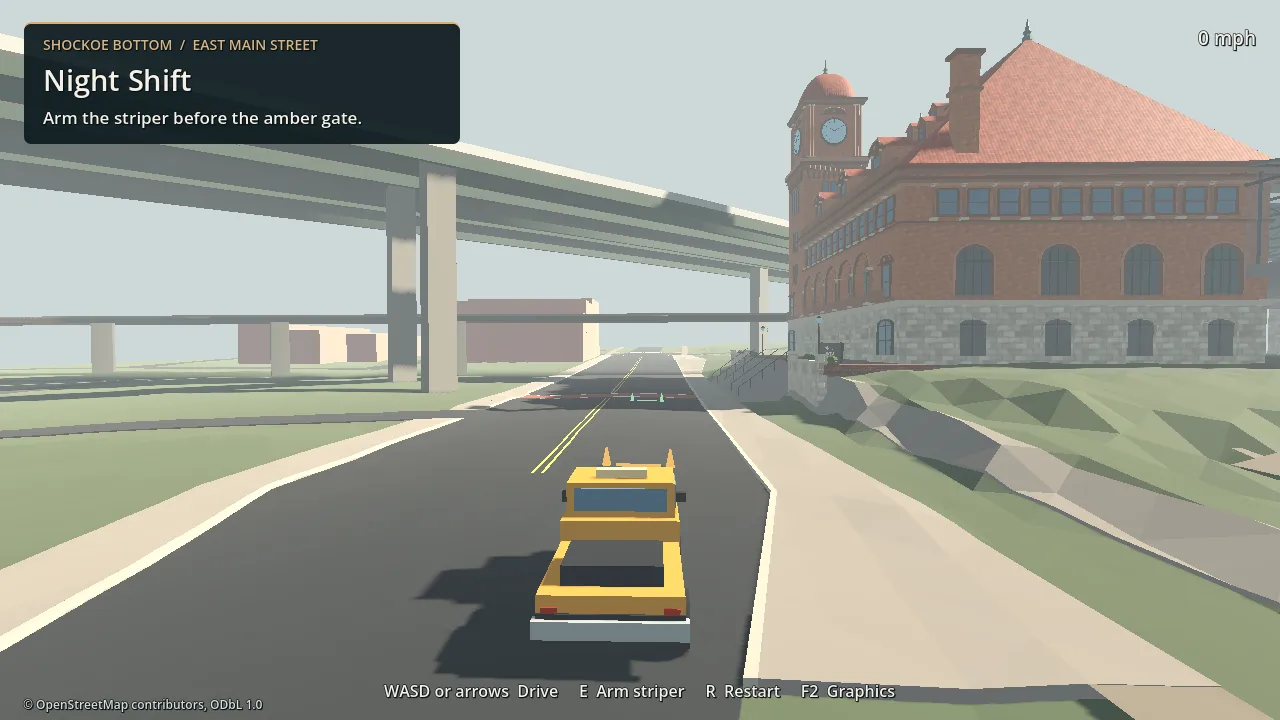 SHOCKOE BOTTOM / EAST MAIN STREET
Night Shift
Arm the striper before the amber gate.
0 mph
WASD or arrows Drive E Arm striper R Restart F2 Graphics
© OpenStreetMap contributors, ODbL 1.0